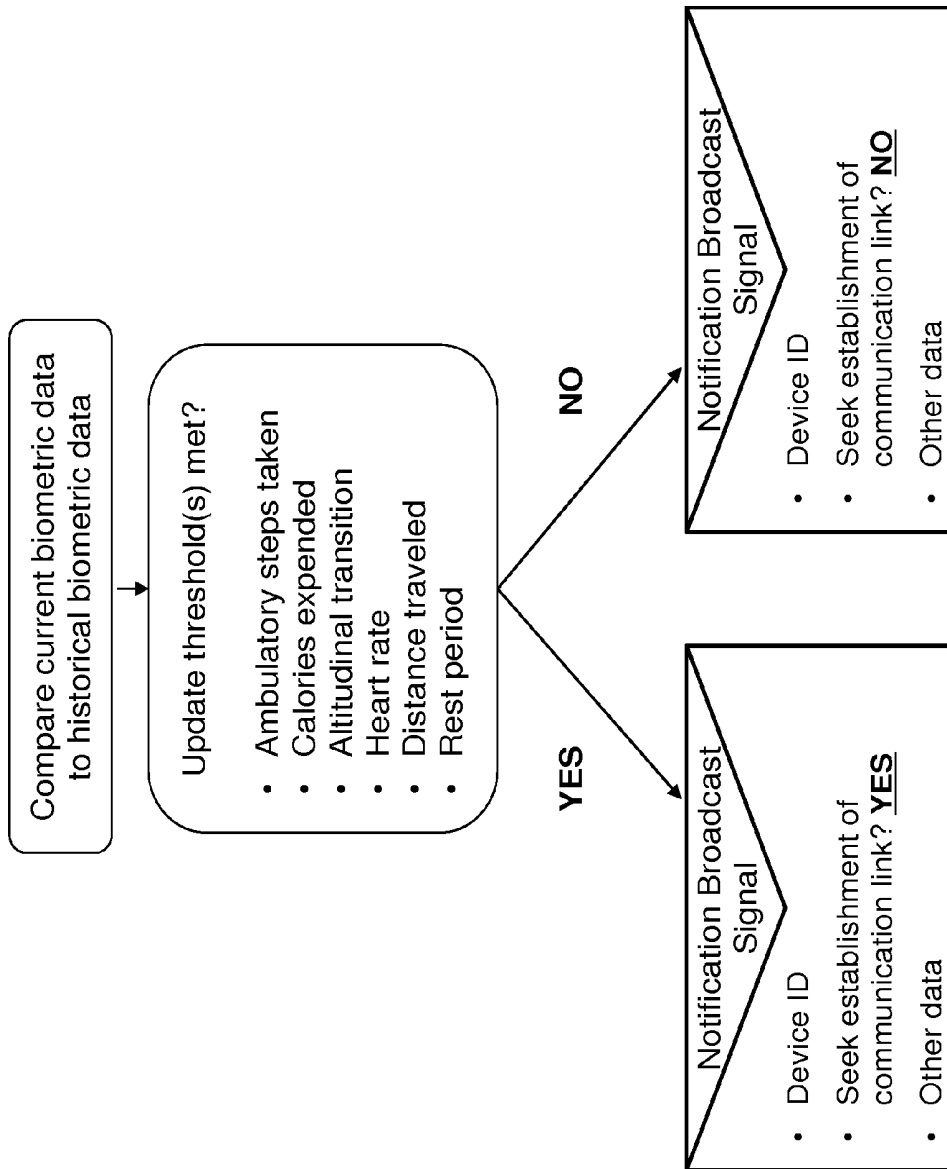 Compare current biometric data
to historical biometric data
Update threshold(s) met?
• Ambulatory steps taken
• Calories expended
• Altitudinal transition
• Heart rate
• Distance traveled
• Rest period
YES
NO
Notification Broadcast
Signal
• Device ID
• Seek establishment of
communication link? YES
• Other data
Notification Broadcast
Signal
• Device ID
• Seek establishment of
communication link? NO
• Other data